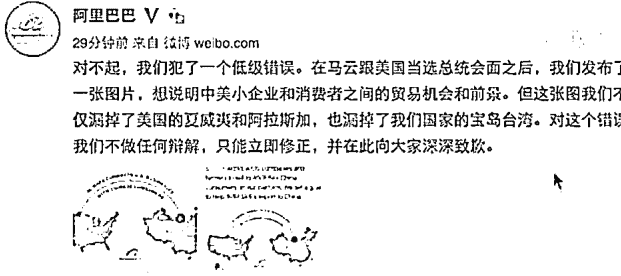 阿里巴巴 V
29分钟前 来自 微博 weibo.com
对不起，我们犯了一个低级错误。在马云跟美国当选总统会面之后，我们发布了
一张图片，想说明中美小企业和消费者之间的贸易机会和前景。但这张图我们不
仅漏掉了美国的夏威夷和阿拉斯加，也漏掉了我们国家的宝岛台湾。对这个错误
我们不做任何辩解，只能立即修正，并在此向大家深深致歉。